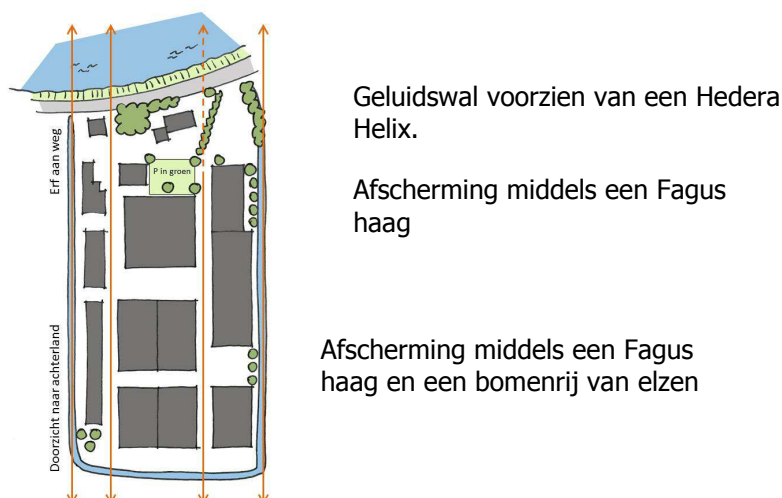 Erf aan weg
P in groen
Doorzicht naar achterland
Geluidswal voorzien van een Hedera
Helix.
Afscherming middels een Fagus
haag
Afscherming middels een Fagus
haag en een bomenrij van elzen